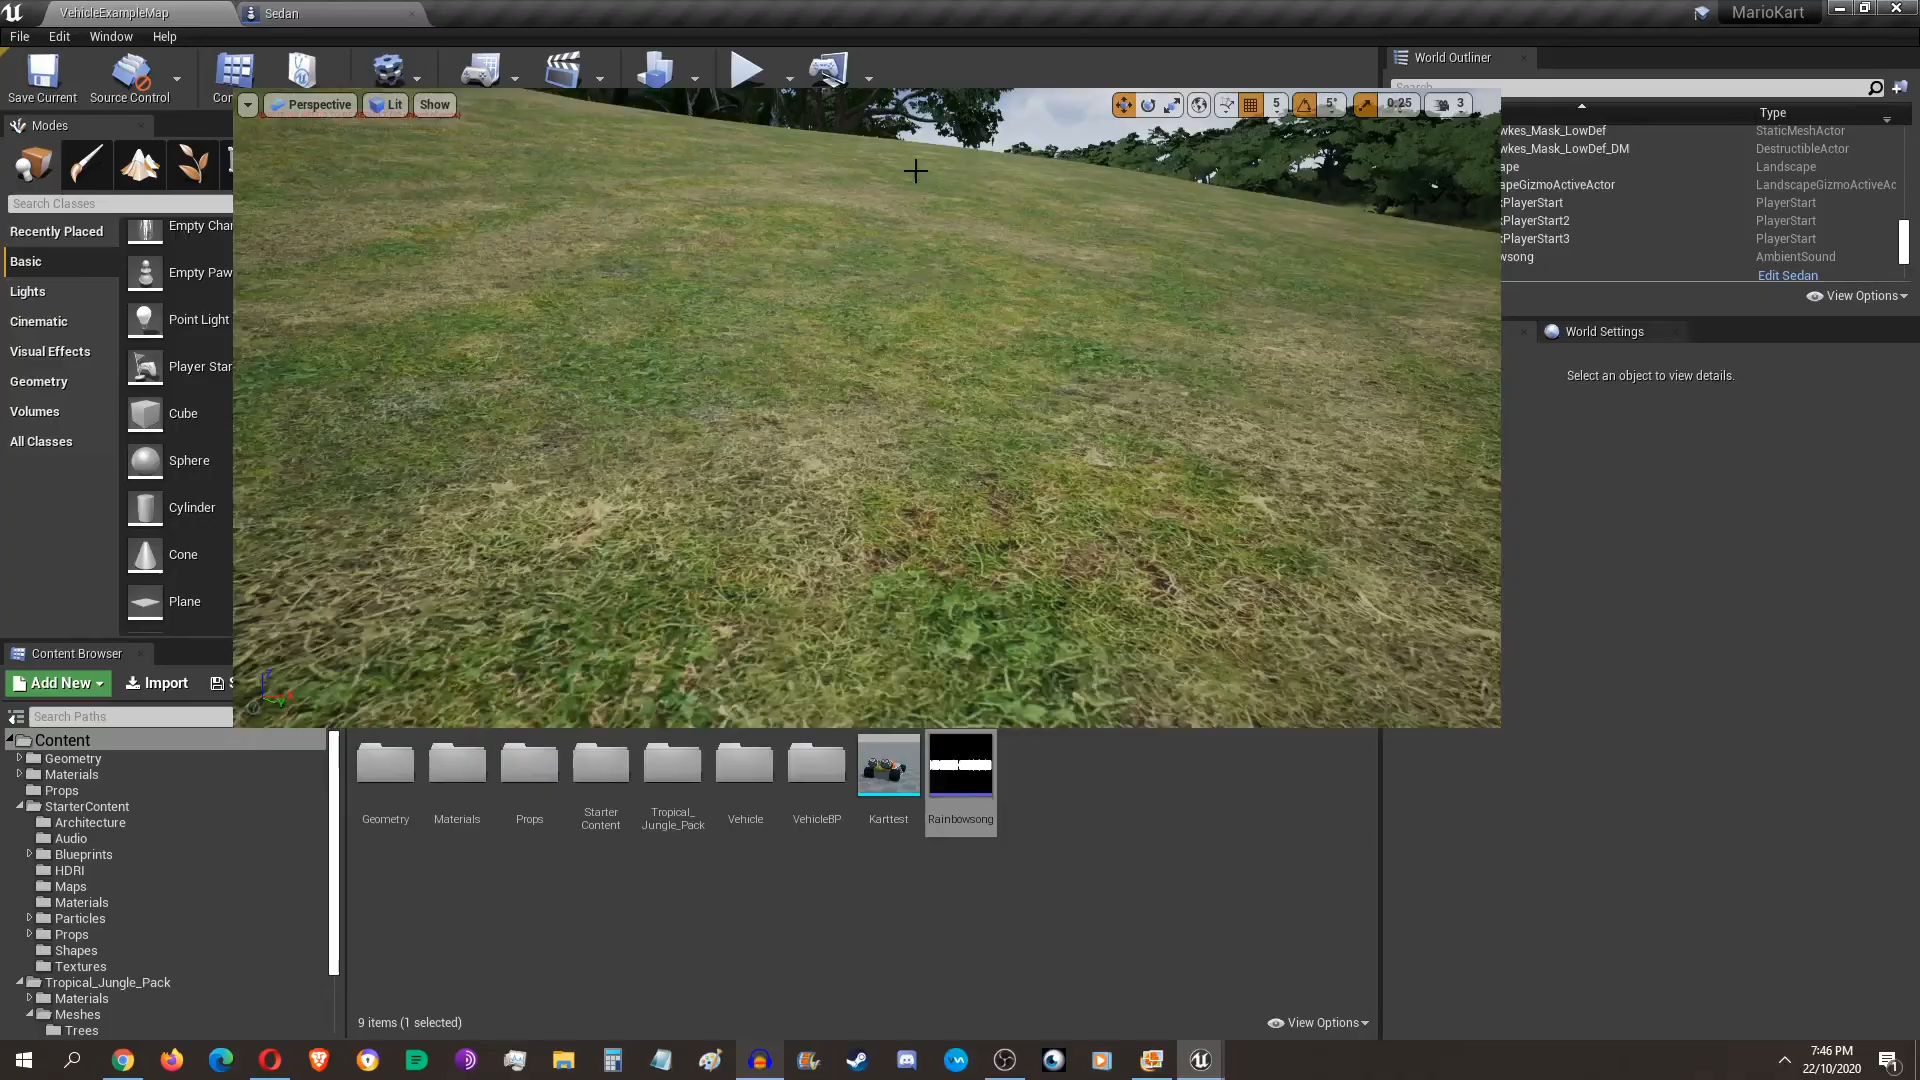 VehicleExampleMap
Sedan
MarioKart
File Edit Window Help
Save Current
Source Control
Modes
Search Classes
Recently Placed
Basic
Lights
Cinematic
Visual Effects
Geometry
Volumes
All Classes
Empty Char
Empty Paw
Point Light
Player Star
Cube
Sphere
Cylinder
Cone
Plane
Perspective
Lit
Show
5
5°
0.25
3
World Outliner
Search...
Type
wkes_Mask_LowDef StaticMeshActor
wkes_Mask_LowDef_DM DestructibleActor
ape Landscape
apeGizmoActiveActor LandscapeGizmoActiveAc
kPlayerStart PlayerStart
kPlayerStart2 PlayerStart
kPlayerStart3 PlayerStart
wsong AmbientSound
Edit Sedan
View Options
World Settings
Select an object to view details.
Content Browser
Add New
Import
Search Paths
Content
Geometry
Materials
Props
StarterContent
Architecture
Audio
Blueprints
HDRI
Maps
Materials
Particles
Props
Shapes
Textures
Tropical_Jungle_Pack
Materials
Meshes
Trees
Geometry
Materials
Props
Starter
Content
Tropical_
Jungle_Pack
Vehicle
VehicleBP
Karttest
Rainbowsong
9 items (1 selected)
View Options
7:46 PM
22/10/2020
1